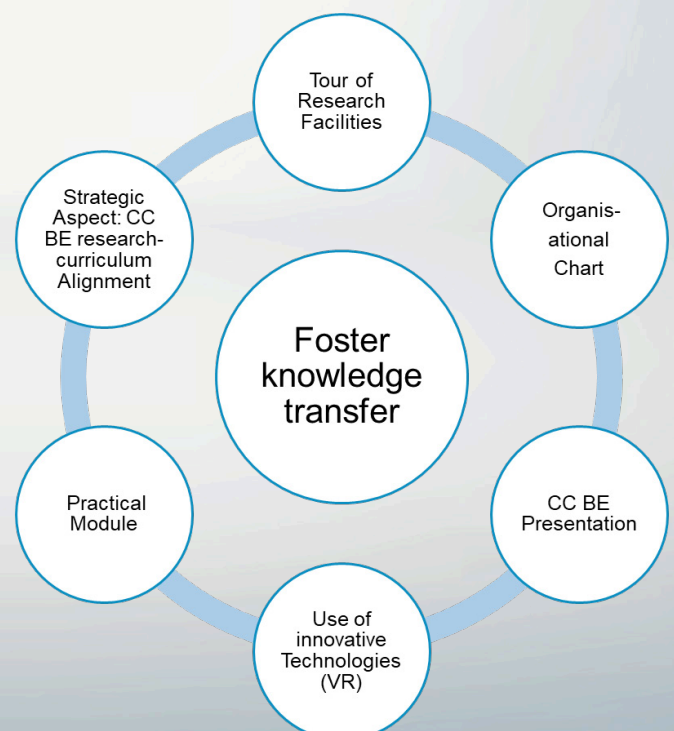 Tour of
Research
Facilities
Strategic
Aspect: CC
BE research-
curriculum
Alignment
Organis-
ational
Chart
Foster
knowledge
transfer
Practical
Module
CC BE
Presentation
Use of
innovative
Technologies
(VR)